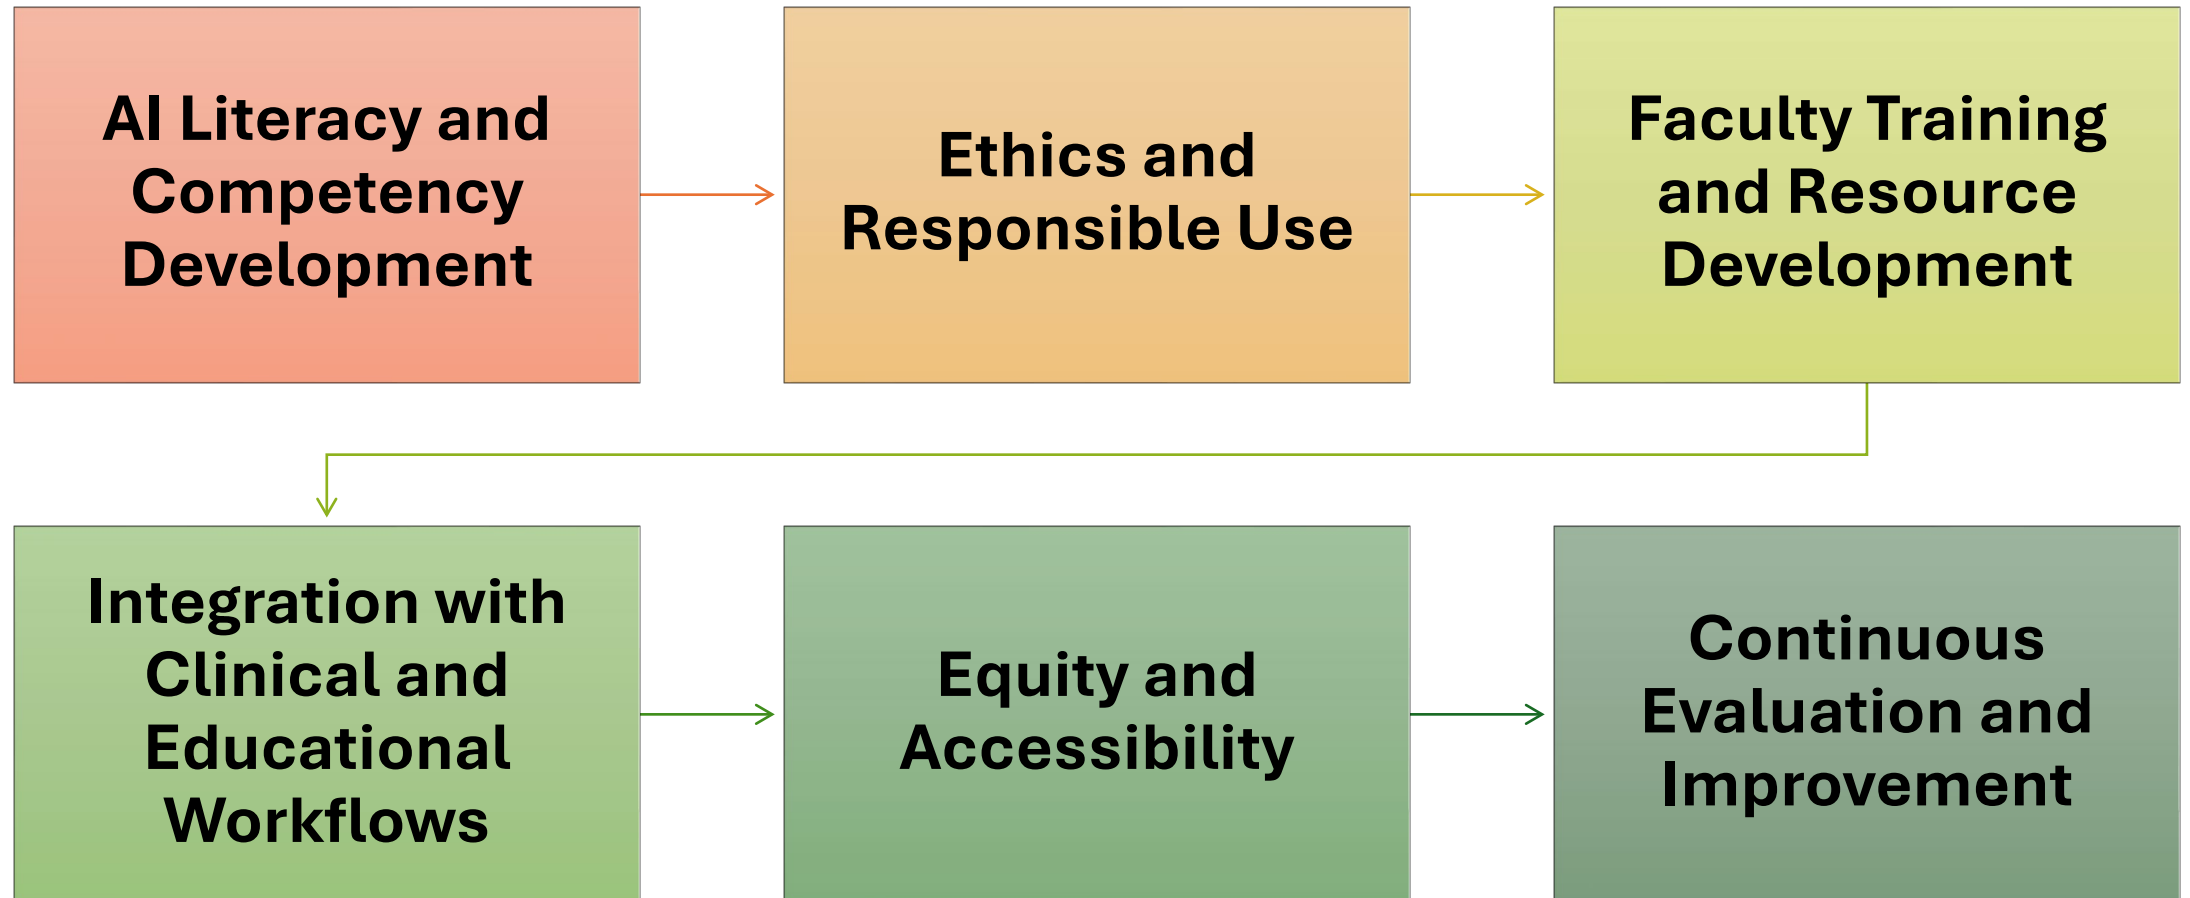 AI Literacy and
Competency
Development
Ethics and
Responsible Use
Faculty Training
and Resource
Development
Integration with
Clinical and
Educational
Workflows
Equity and
Accessibility
Continuous
Evaluation and
Improvement